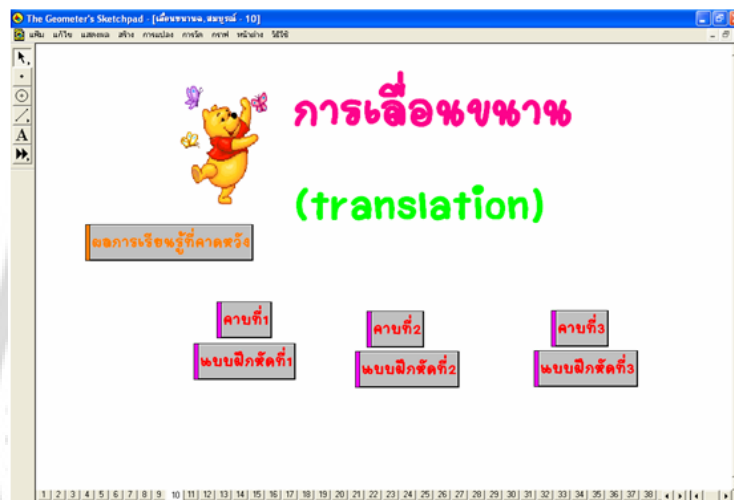 The Geometer's Sketchpad - [เลื่อนขนานฉ.สมบูรณ์ - 10]
แฟ้ม แก้ไข แสดงผล สร้าง การแปลง การวัด กราฟ หน้าต่าง วิธีใช้
การเลื่อนขนาน
(translation)
ผลการเรียนรู้ที่คาดหวัง
คาบที่1
คาบที่2
คาบที่3
แบบฝึกหัดที่1
แบบฝึกหัดที่2
แบบฝึกหัดที่3
A
1 2 3 4 5 6 7 8 9 10 11 12 13 14 15 16 17 18 19 20 21 22 23 24 25 26 27 28 29 30 31 32 33 34 35 36 37 38